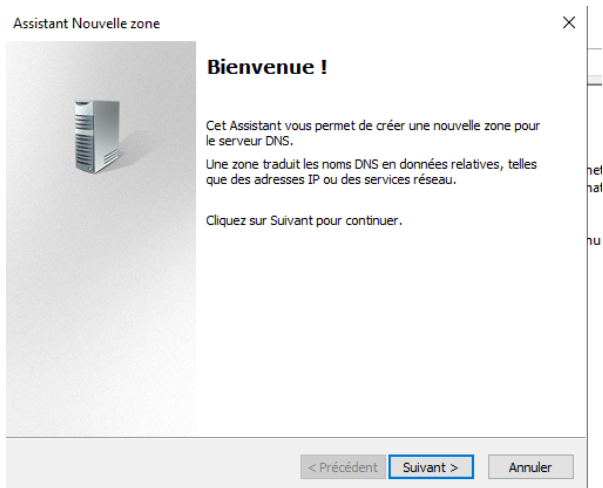 Assistant Nouvelle zone
Bienvenue !
Cet Assistant vous permet de créer une nouvelle zone pour
le serveur DNS.
Une zone traduit les noms DNS en données relatives, telles
que des adresses IP ou des services réseau.
Cliquez sur Suivant pour continuer.
< Précédent Suivant > Annuler